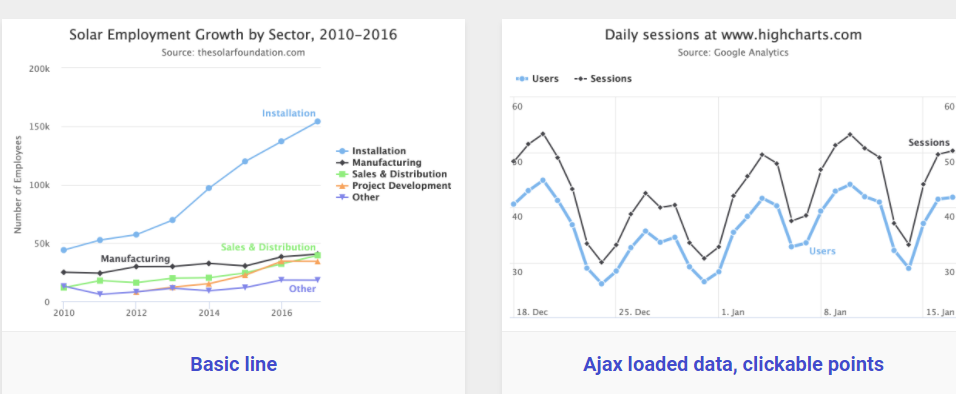 Solar Employment Growth by Sector, 2010-2016
Source: thesolarfoundation.com
Number of Employees
200k
150k
100k
50k
0
2010
2012
2014
2016
Installation
Manufacturing
Sales & Distribution
Other
Installation
Manufacturing
Sales & Distribution
Project Development
Other
Basic line
Daily sessions at www.highcharts.com
Source: Google Analytics
Users
Sessions
60
60
50
50
40
40
30
30
Sessions
Users
18. Dec
25. Dec
1. Jan
8. Jan
15. Jan
Ajax loaded data, clickable points